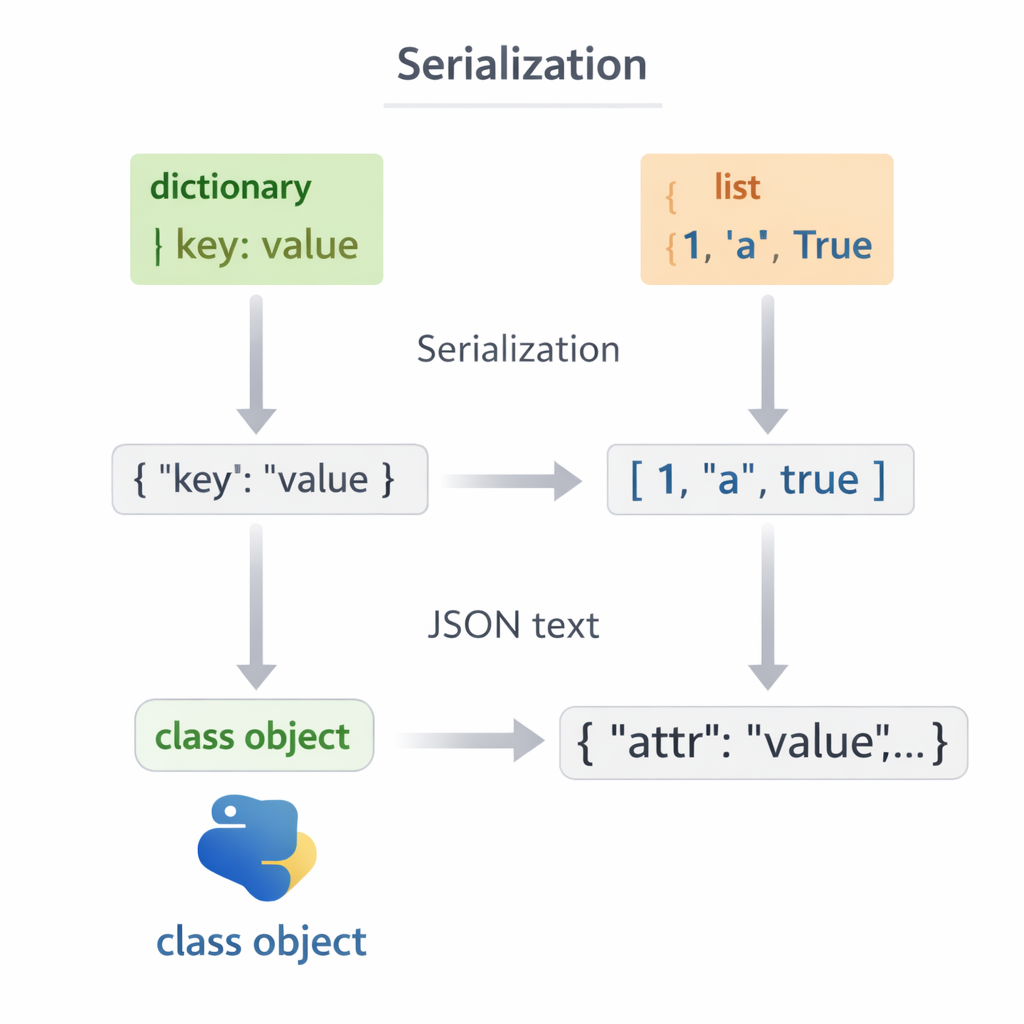 Serialization
dictionary
} key: value
{ list
{ 1, 'a', True
Serialization
{ "key': "value }
[ 1, "a", true ]
JSON text
class object
{ "attr": "value",... }
class object